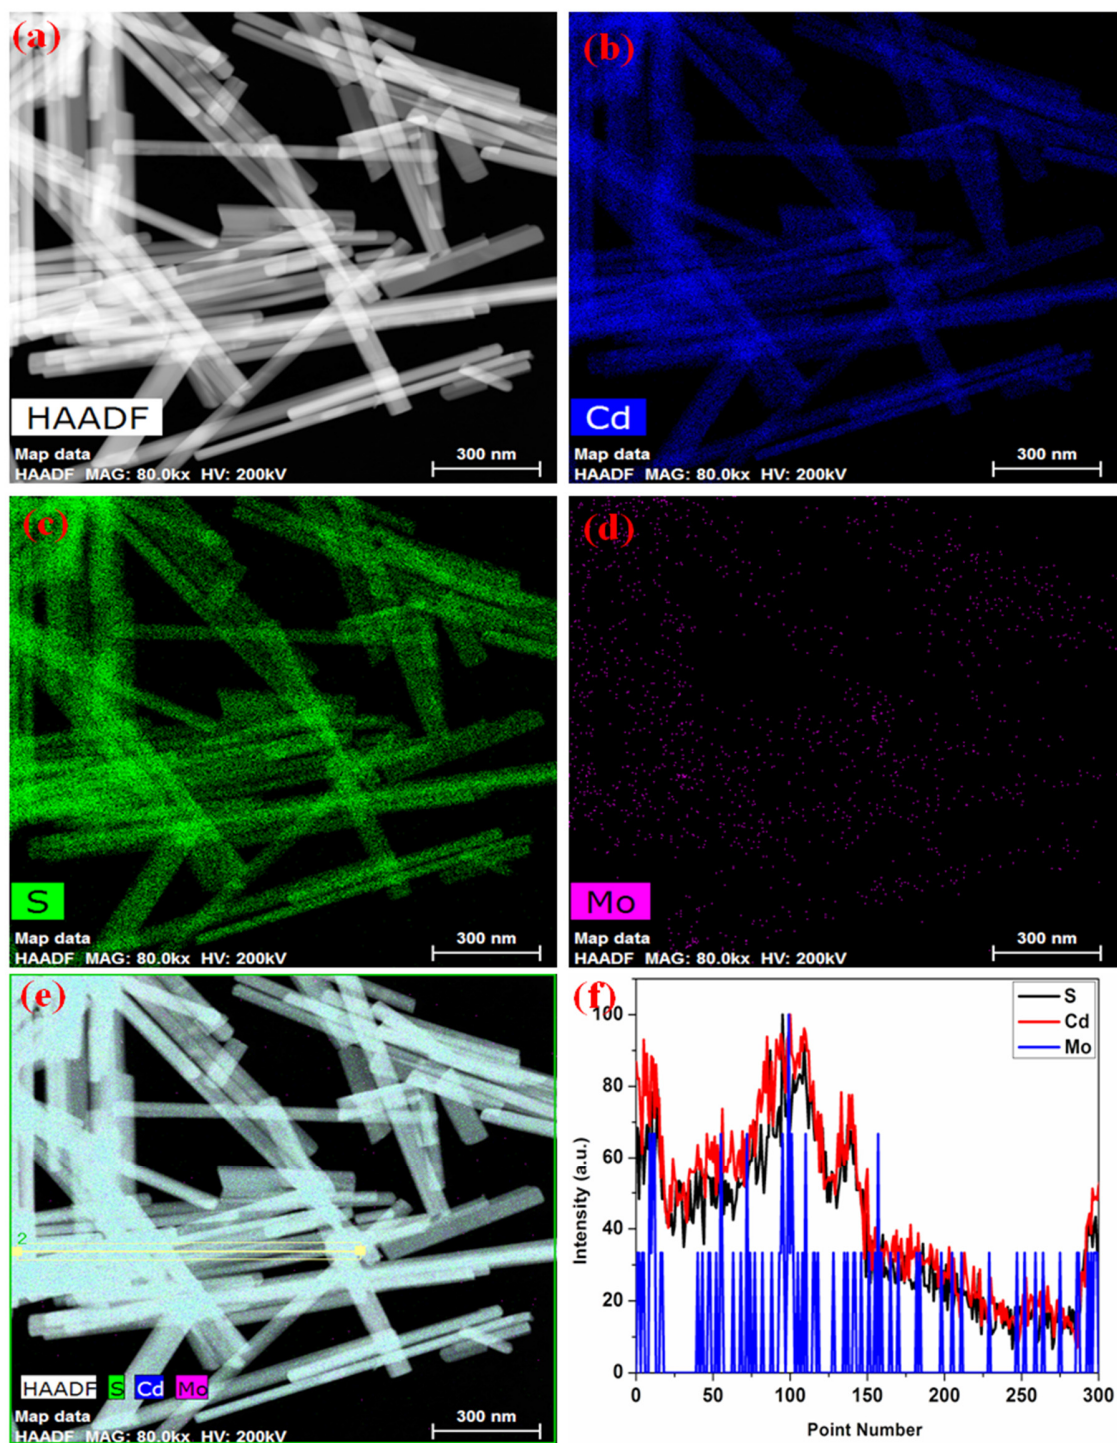 (a)
HAADF
Map data
HAADF MAG: 80.0kx HV: 200kV
300 nm
(b)
Cd
Map data
HAADF MAG: 80.0kx HV: 200kV
300 nm
(c)
S
Map data
HAADF MAG: 80.0kx HV: 200kV
300 nm
(d)
Mo
Map data
HAADF MAG: 80.0kx HV: 200kV
300 nm
(e)
2
HAADF S Cd Mo
Map data
HAADF MAG: 80.0kx HV: 200kV
300 nm
(f)
S
Cd
Mo
Intensity (a.u.)
100
80
60
40
20
0
0 50 100 150 200 250 300
Point Number